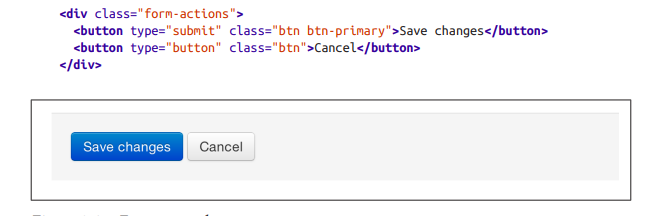 <div class="form-actions">
  <button type="submit" class="btn btn-primary">Save changes</button>
  <button type="button" class="btn">Cancel</button>
</div>
Save changes Cancel